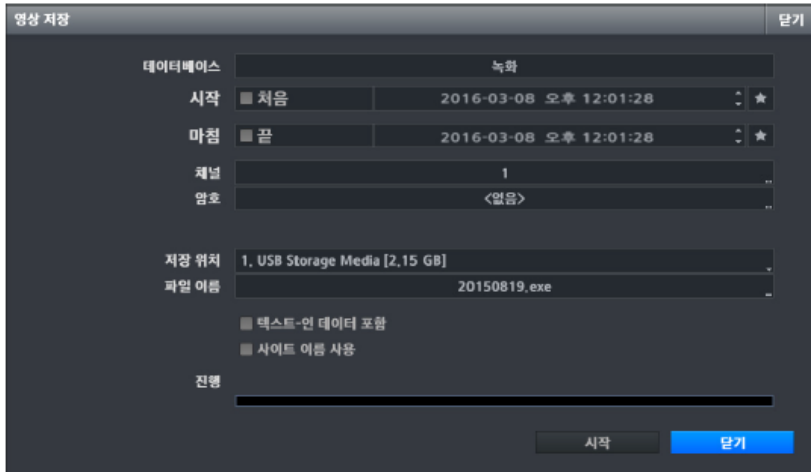 영상 저장 닫기
데이터베이스 녹화
시작 처음 2016-03-08 오후 12:01:28
마침 끝 2016-03-08 오후 12:01:28
채널 1
암호 <없음>
저장 위치 1. USB Storage Media [2.15 GB]
파일 이름 20150819.exe
텍스트-인 데이터 포함
사이트 이름 사용
진행
시작 닫기